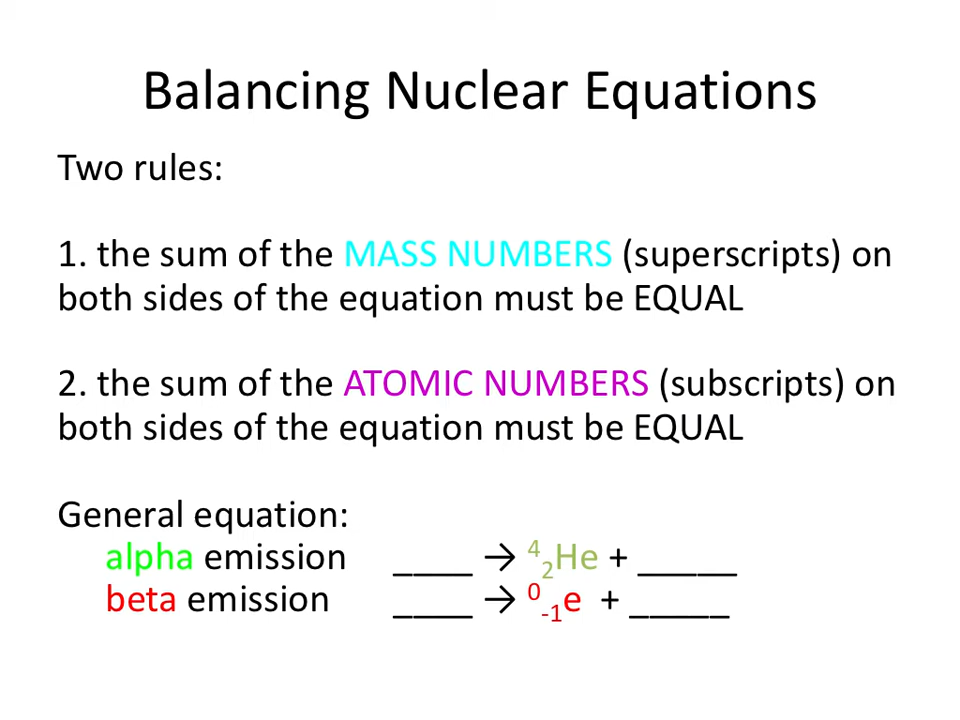 Balancing Nuclear Equations
Two rules:
1. the sum of the MASS NUMBERS (superscripts) on
both sides of the equation must be EQUAL
2. the sum of the ATOMIC NUMBERS (subscripts) on
both sides of the equation must be EQUAL
General equation:
alpha emission ____ → ⁴₂He + _____
beta emission ____ → ⁰₋₁e + _____